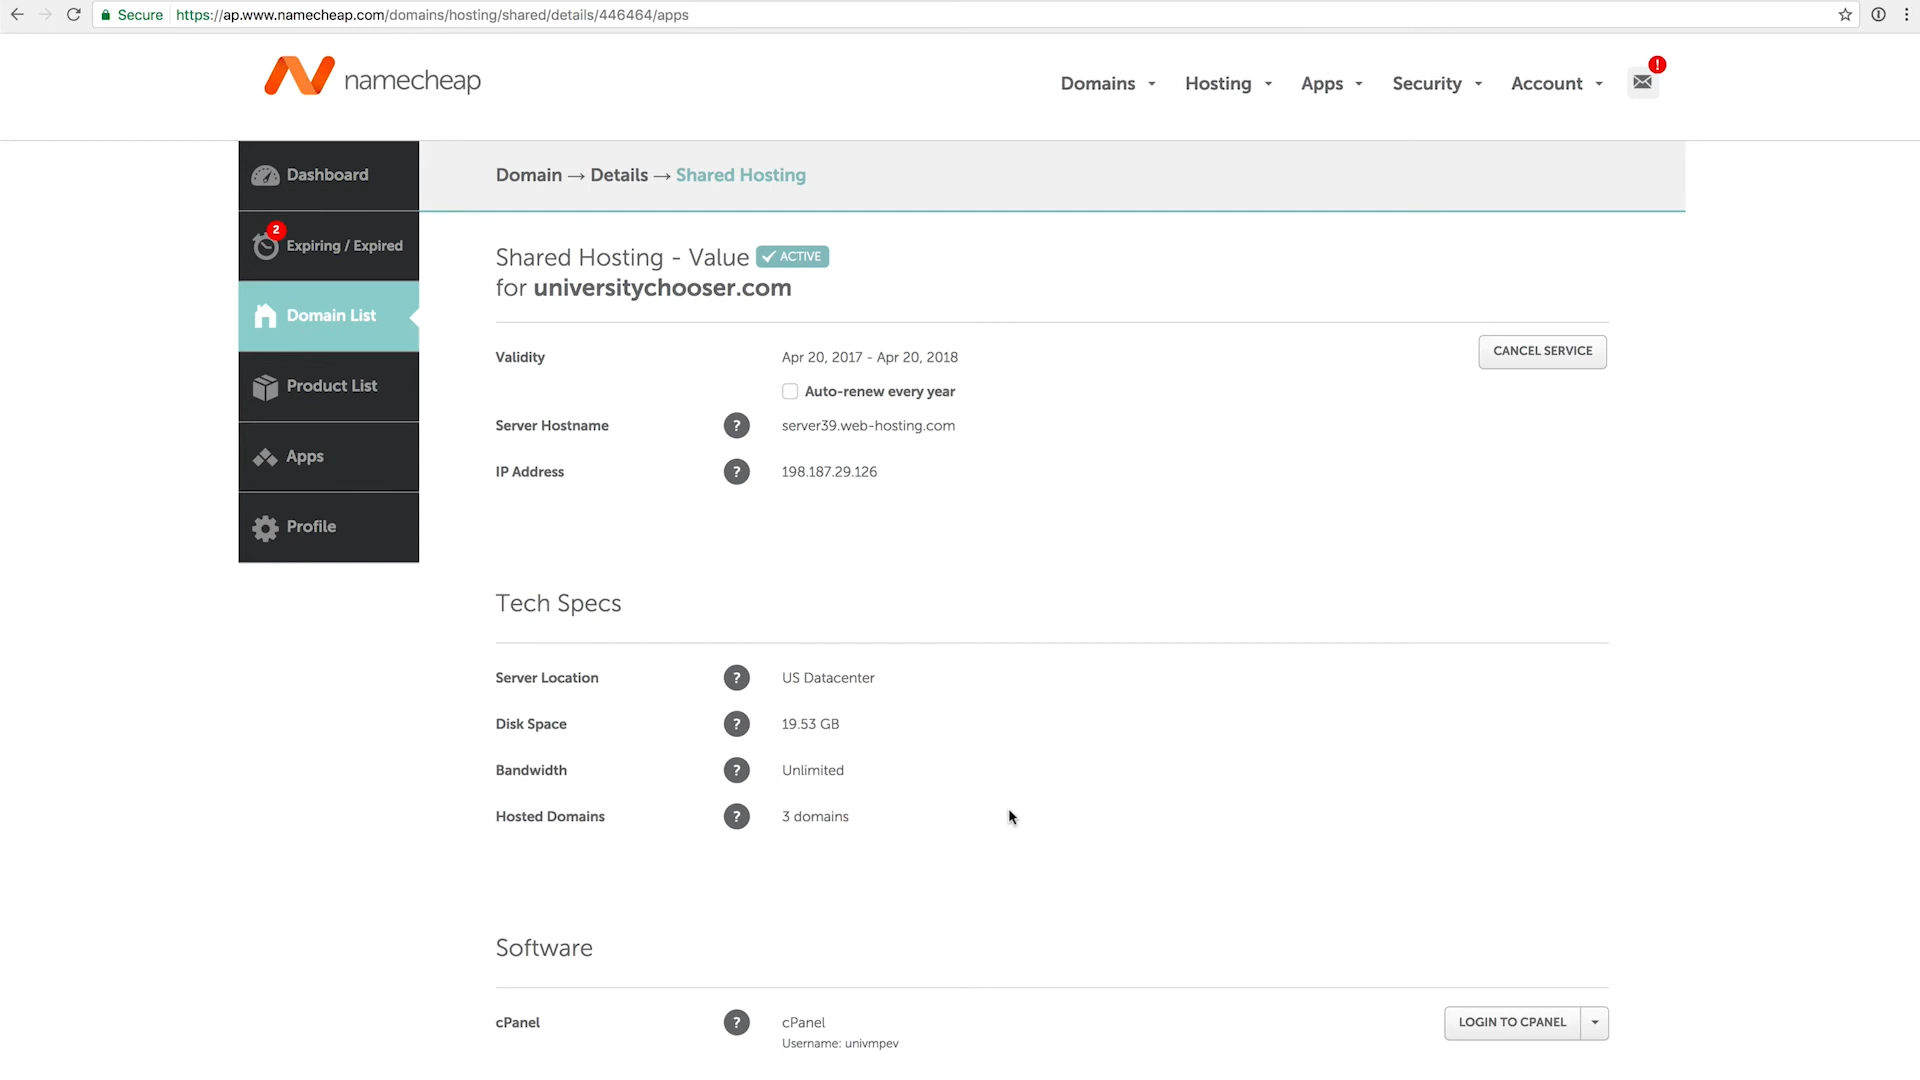 Secure https://ap.www.namecheap.com/domains/hosting/shared/details/446464/apps
namecheap
Domains Hosting Apps Security Account !
Dashboard
2
Expiring / Expired
Domain List
Product List
Apps
Profile
Domain → Details → Shared Hosting
Shared Hosting - Value ACTIVE
for universitychooser.com
Validity Apr 20, 2017 - Apr 20, 2018 CANCEL SERVICE
Auto-renew every year
Server Hostname ? server39.web-hosting.com
IP Address ? 198.187.29.126
Tech Specs
Server Location ? US Datacenter
Disk Space ? 19.53 GB
Bandwidth ? Unlimited
Hosted Domains ? 3 domains
Software
cPanel ? cPanel LOGIN TO CPANEL
Username: univmpev